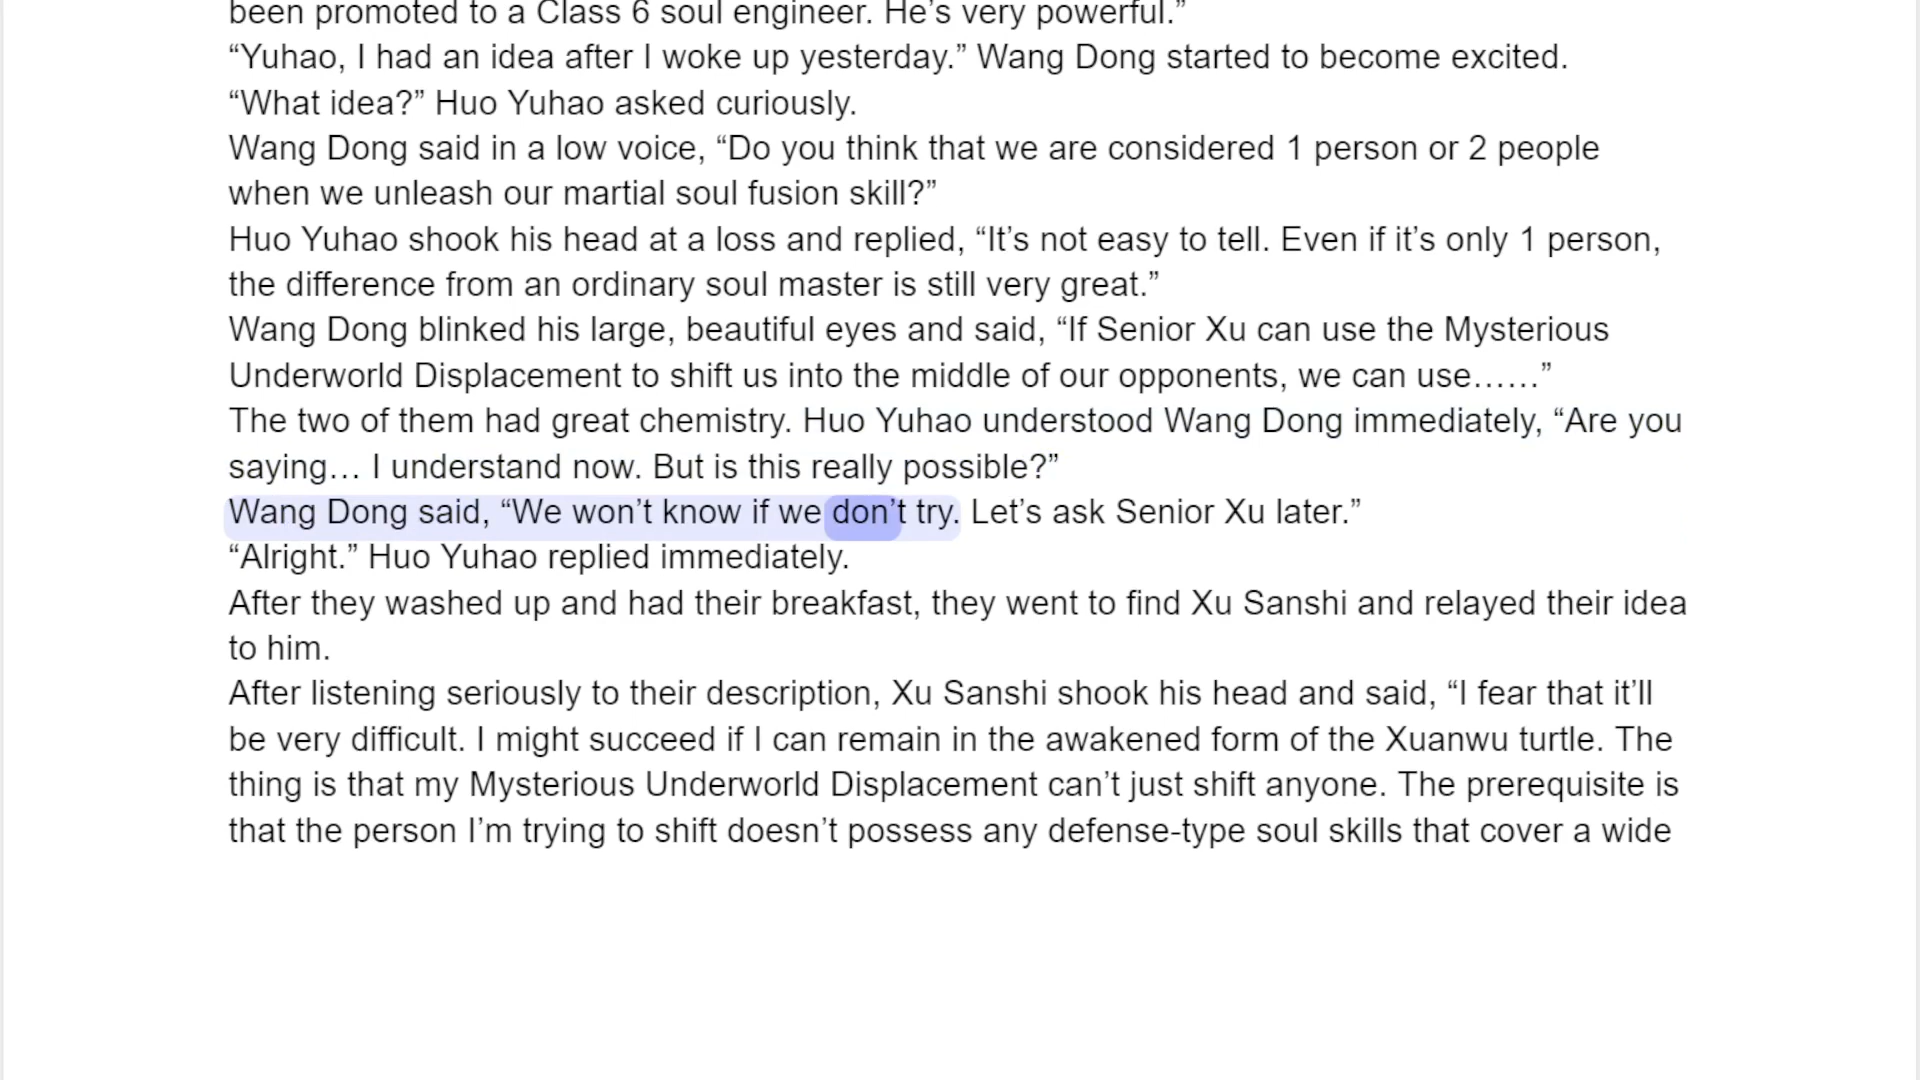 been promoted to a Class 6 soul engineer. He’s very powerful.”
“Yuhao, I had an idea after I woke up yesterday.” Wang Dong started to become excited.
“What idea?” Huo Yuhao asked curiously.
Wang Dong said in a low voice, “Do you think that we are considered 1 person or 2 people
when we unleash our martial soul fusion skill?”
Huo Yuhao shook his head at a loss and replied, “It’s not easy to tell. Even if it’s only 1 person,
the difference from an ordinary soul master is still very great.”
Wang Dong blinked his large, beautiful eyes and said, “If Senior Xu can use the Mysterious
Underworld Displacement to shift us into the middle of our opponents, we can use……”
The two of them had great chemistry. Huo Yuhao understood Wang Dong immediately, “Are you
saying… I understand now. But is this really possible?”
Wang Dong said, “We won’t know if we don’t try. Let’s ask Senior Xu later.”
“Alright.” Huo Yuhao replied immediately.
After they washed up and had their breakfast, they went to find Xu Sanshi and relayed their idea
to him.
After listening seriously to their description, Xu Sanshi shook his head and said, “I fear that it’ll
be very difficult. I might succeed if I can remain in the awakened form of the Xuanwu turtle. The
thing is that my Mysterious Underworld Displacement can’t just shift anyone. The prerequisite is
that the person I’m trying to shift doesn’t possess any defense-type soul skills that cover a wide